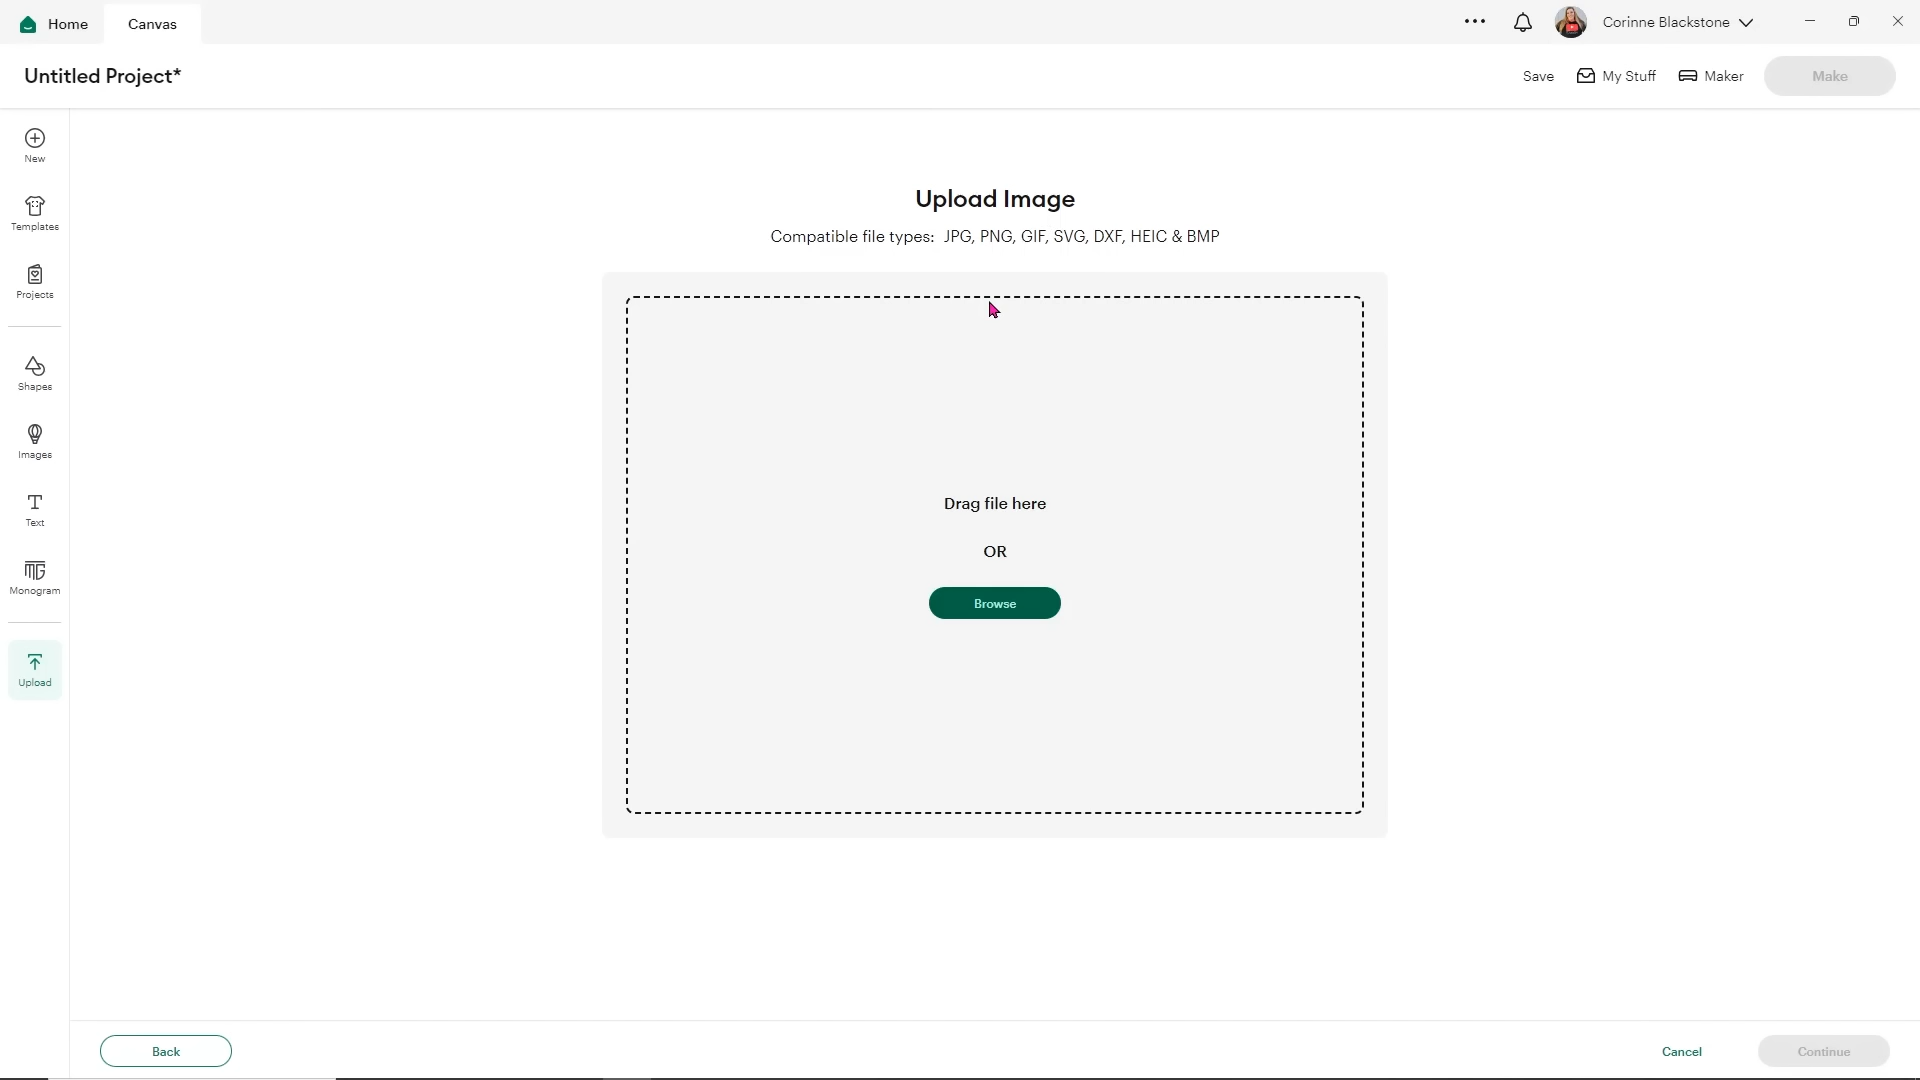 Home
Canvas
Corinne Blackstone
Untitled Project*
Save
My Stuff
Maker
Make
New
Templates
Projects
Shapes
Images
Text
Monogram
Upload
Upload Image
Compatible file types: JPG, PNG, GIF, SVG, DXF, HEIC & BMP
Drag file here
OR
Browse
Back
Cancel
Continue